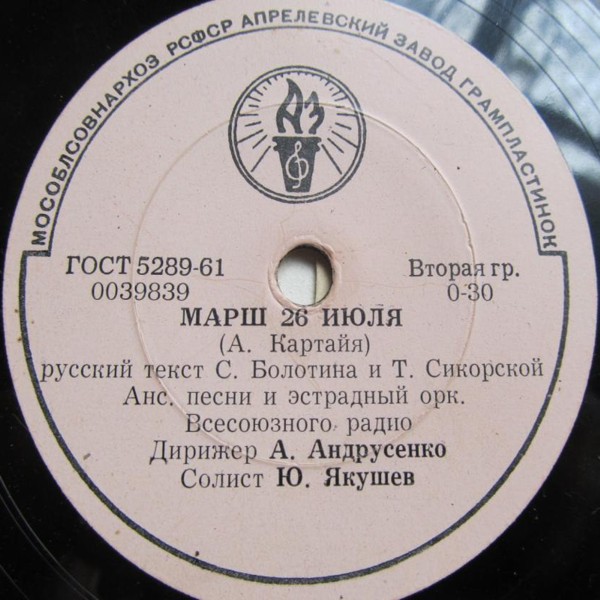 МОСОБЛСОВНАРХОЗ РСФСР АПРЕЛЕВСКИЙ ЗАВОД ГРАМПЛАСТИНОК
АЗ
ГОСТ 5289-61
0039839
Вторая гр.
0-30
МАРШ 26 ИЮЛЯ
(А. Картайя)
русский текст С. Болотина и Т. Сикорской
Анс. песни и эстрадный орк.
Всесоюзного радио
Дирижер А. Андрусенко
Солист Ю. Якушев